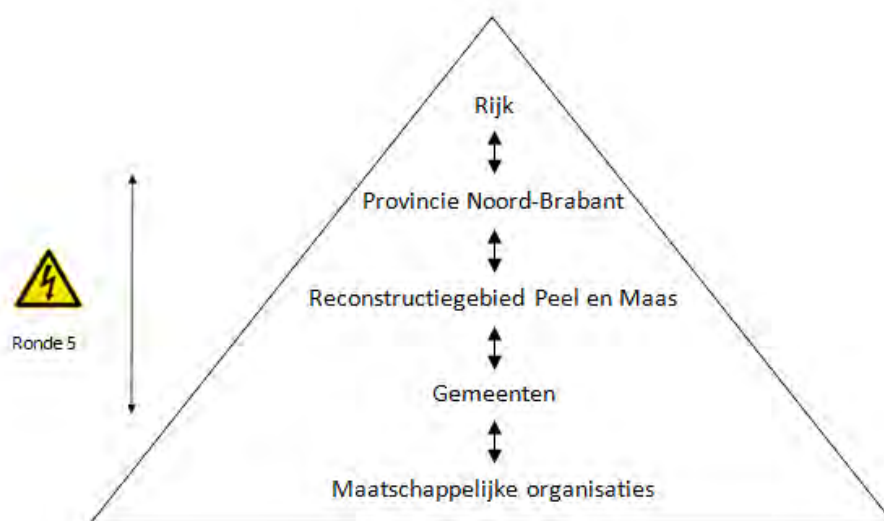 Rijk
Provincie Noord-Brabant
Reconstructiegebied Peel en Maas
Ronde 5
Gemeenten
Maatschappelijke organisaties